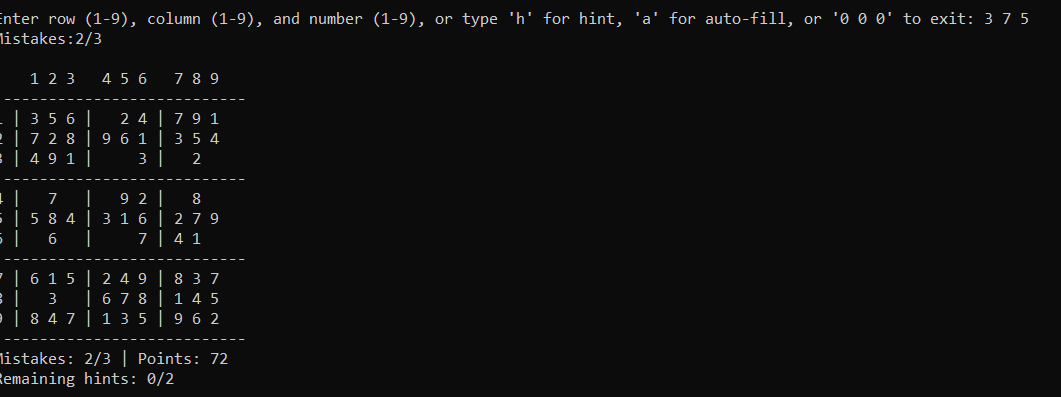 Enter row (1-9), column (1-9), and number (1-9), or type 'h' for hint, 'a' for auto-fill, or '0 0 0' to exit: 3 7 5
Mistakes:2/3
1 2 3   4 5 6   7 8 9
----------------------------
1 | 3 5 6 |   2 4 | 7 9 1
2 | 7 2 8 | 9 6 1 | 3 5 4
3 | 4 9 1 |     3 |   2
----------------------------
4 |   7   |   9 2 |   8
5 | 5 8 4 | 3 1 6 | 2 7 9
6 |   6   |     7 | 4 1
----------------------------
7 | 6 1 5 | 2 4 9 | 8 3 7
8 |   3   | 6 7 8 | 1 4 5
9 | 8 4 7 | 1 3 5 | 9 6 2
----------------------------
Mistakes: 2/3 | Points: 72
Remaining hints: 0/2